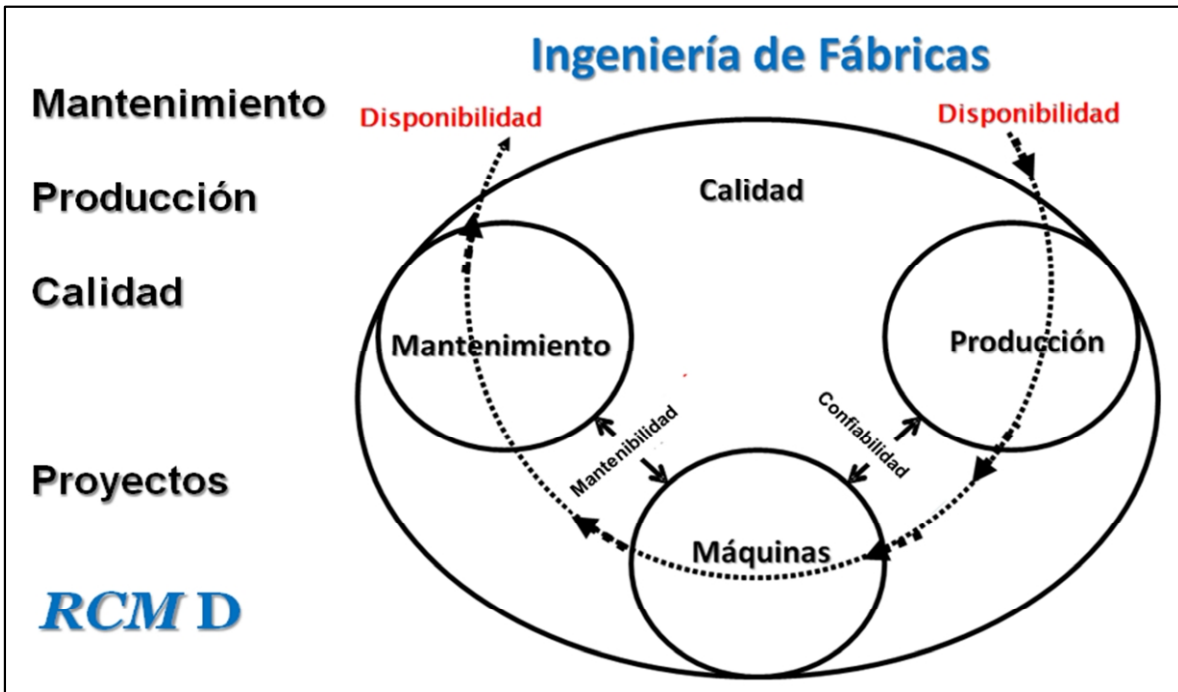 Ingeniería de Fábricas
Mantenimiento
Producción
Calidad
Proyectos
RCM D
Disponibilidad
Disponibilidad
Calidad
Mantenimiento
Producción
Mantenibilidad
Confiabilidad
Máquinas